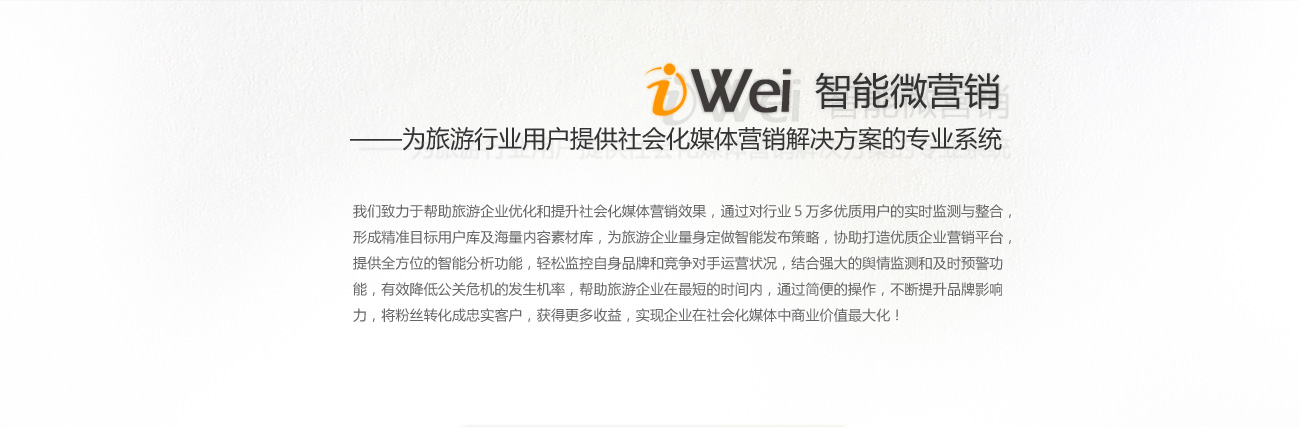 iWei 智能微营销
——为旅游行业用户提供社会化媒体营销解决方案的专业系统
我们致力于帮助旅游企业优化和提升社会化媒体营销效果，通过对行业 5 万多优质用户的实时监测与整合，
形成精准目标用户库及海量内容素材库，为旅游企业量身定做智能发布策略，协助打造优质企业营销平台，
提供全方位的智能分析功能，轻松监控自身品牌和竞争对手运营状况，结合强大的舆情监测和及时预警功
能，有效降低公关危机的发生机率，帮助旅游企业在最短的时间内，通过简便的操作，不断提升品牌影响
力，将粉丝转化成忠实客户，获得更多收益，实现企业在社会化媒体中商业价值最大化！